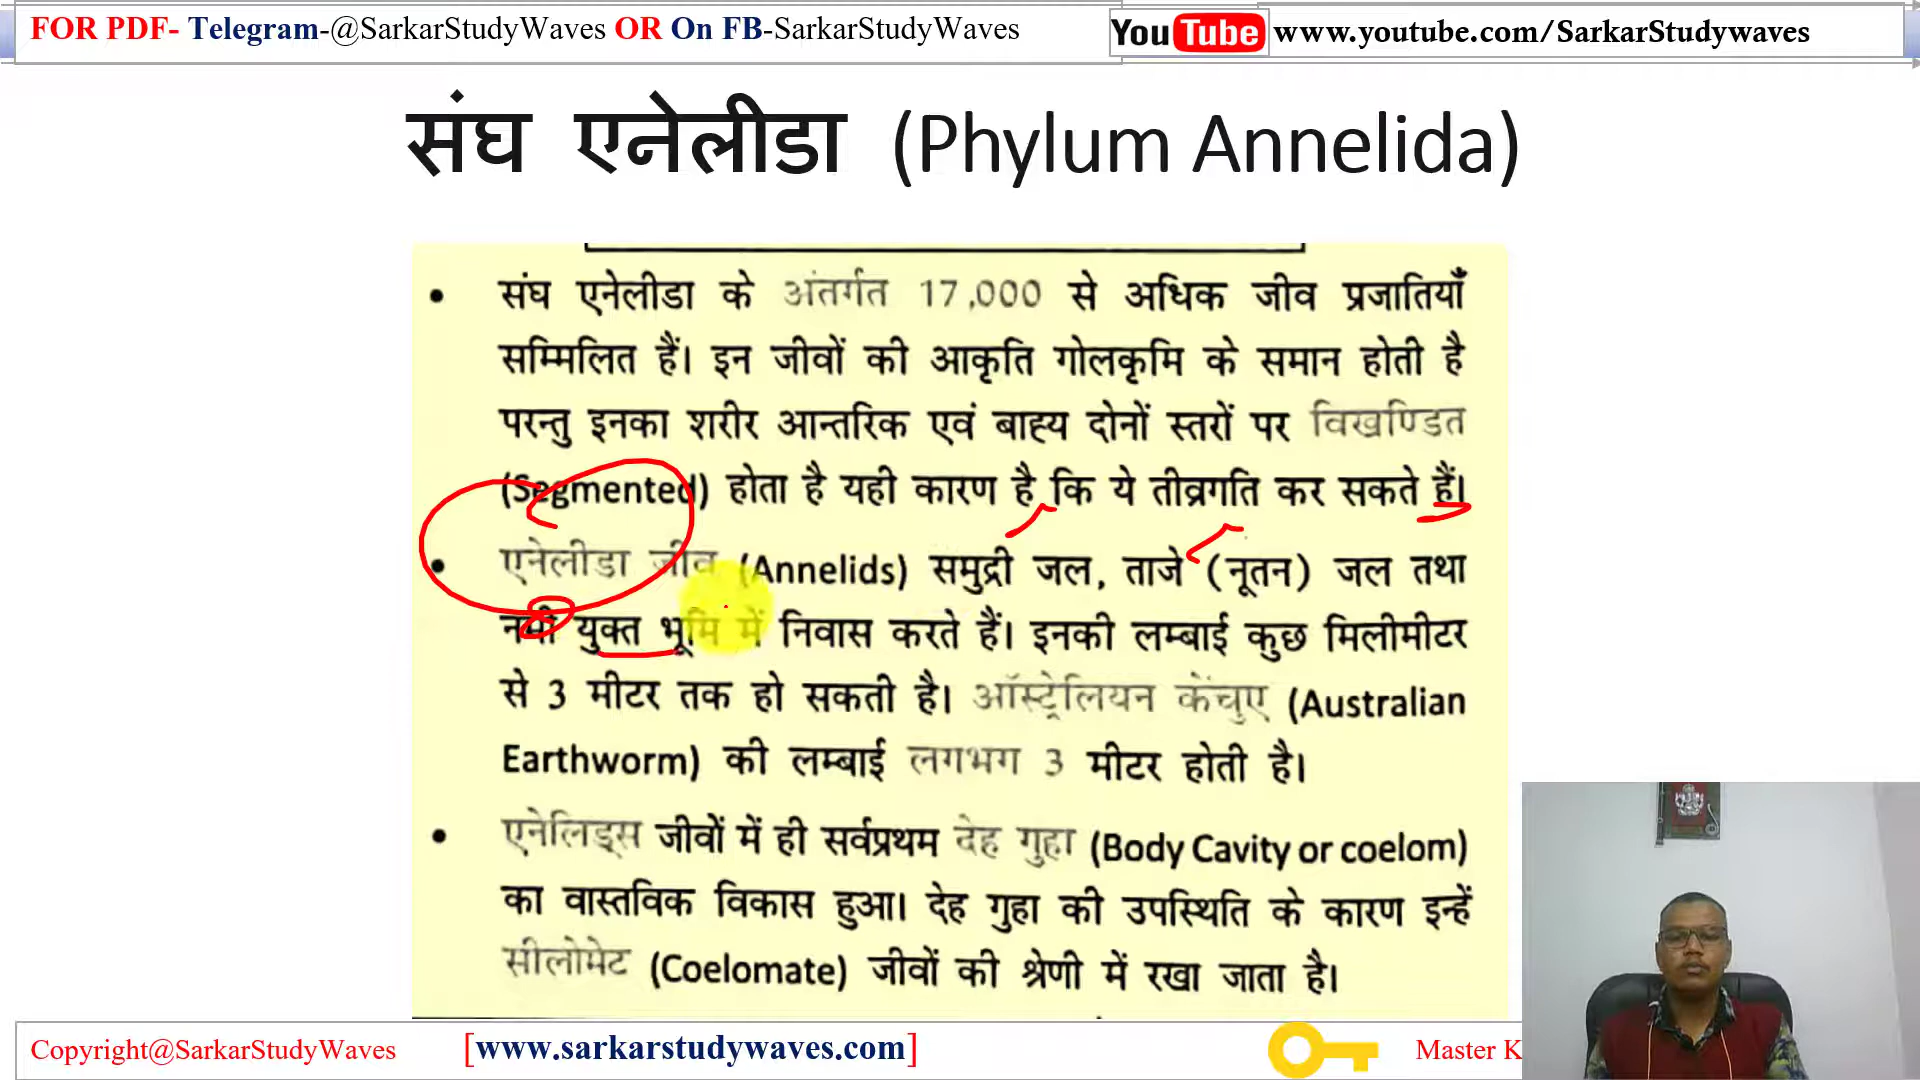 FOR PDF- Telegram-@SarkarStudyWaves OR On FB-SarkarStudyWaves
YouTube www.youtube.com/SarkarStudywaves
संघ एनेलीडा (Phylum Annelida)
• संघ एनेलीडा के अंतर्गत 17,000 से अधिक जीव प्रजातियाँ
सम्मिलित हैं। इन जीवों की आकृति गोलकृमि के समान होती है
परन्तु इनका शरीर आन्तरिक एवं बाह्य दोनों स्तरों पर विखण्डित
(Segmented) होता है यही कारण है कि ये तीव्रगति कर सकते हैं।
• एनेलीडा जीव (Annelids) समुद्री जल, ताजे (नूतन) जल तथा
नमी युक्त भूमि में निवास करते हैं। इनकी लम्बाई कुछ मिलीमीटर
से 3 मीटर तक हो सकती है। ऑस्ट्रेलियन केंचुए (Australian
Earthworm) की लम्बाई लगभग 3 मीटर होती है।
• एनेलिड्स जीवों में ही सर्वप्रथम देह गुहा (Body Cavity or coelom)
का वास्तविक विकास हुआ। देह गुहा की उपस्थिति के कारण इन्हें
सीलोमेट (Coelomate) जीवों की श्रेणी में रखा जाता है।
Copyright@SarkarStudyWaves [www.sarkarstudywaves.com] Master K